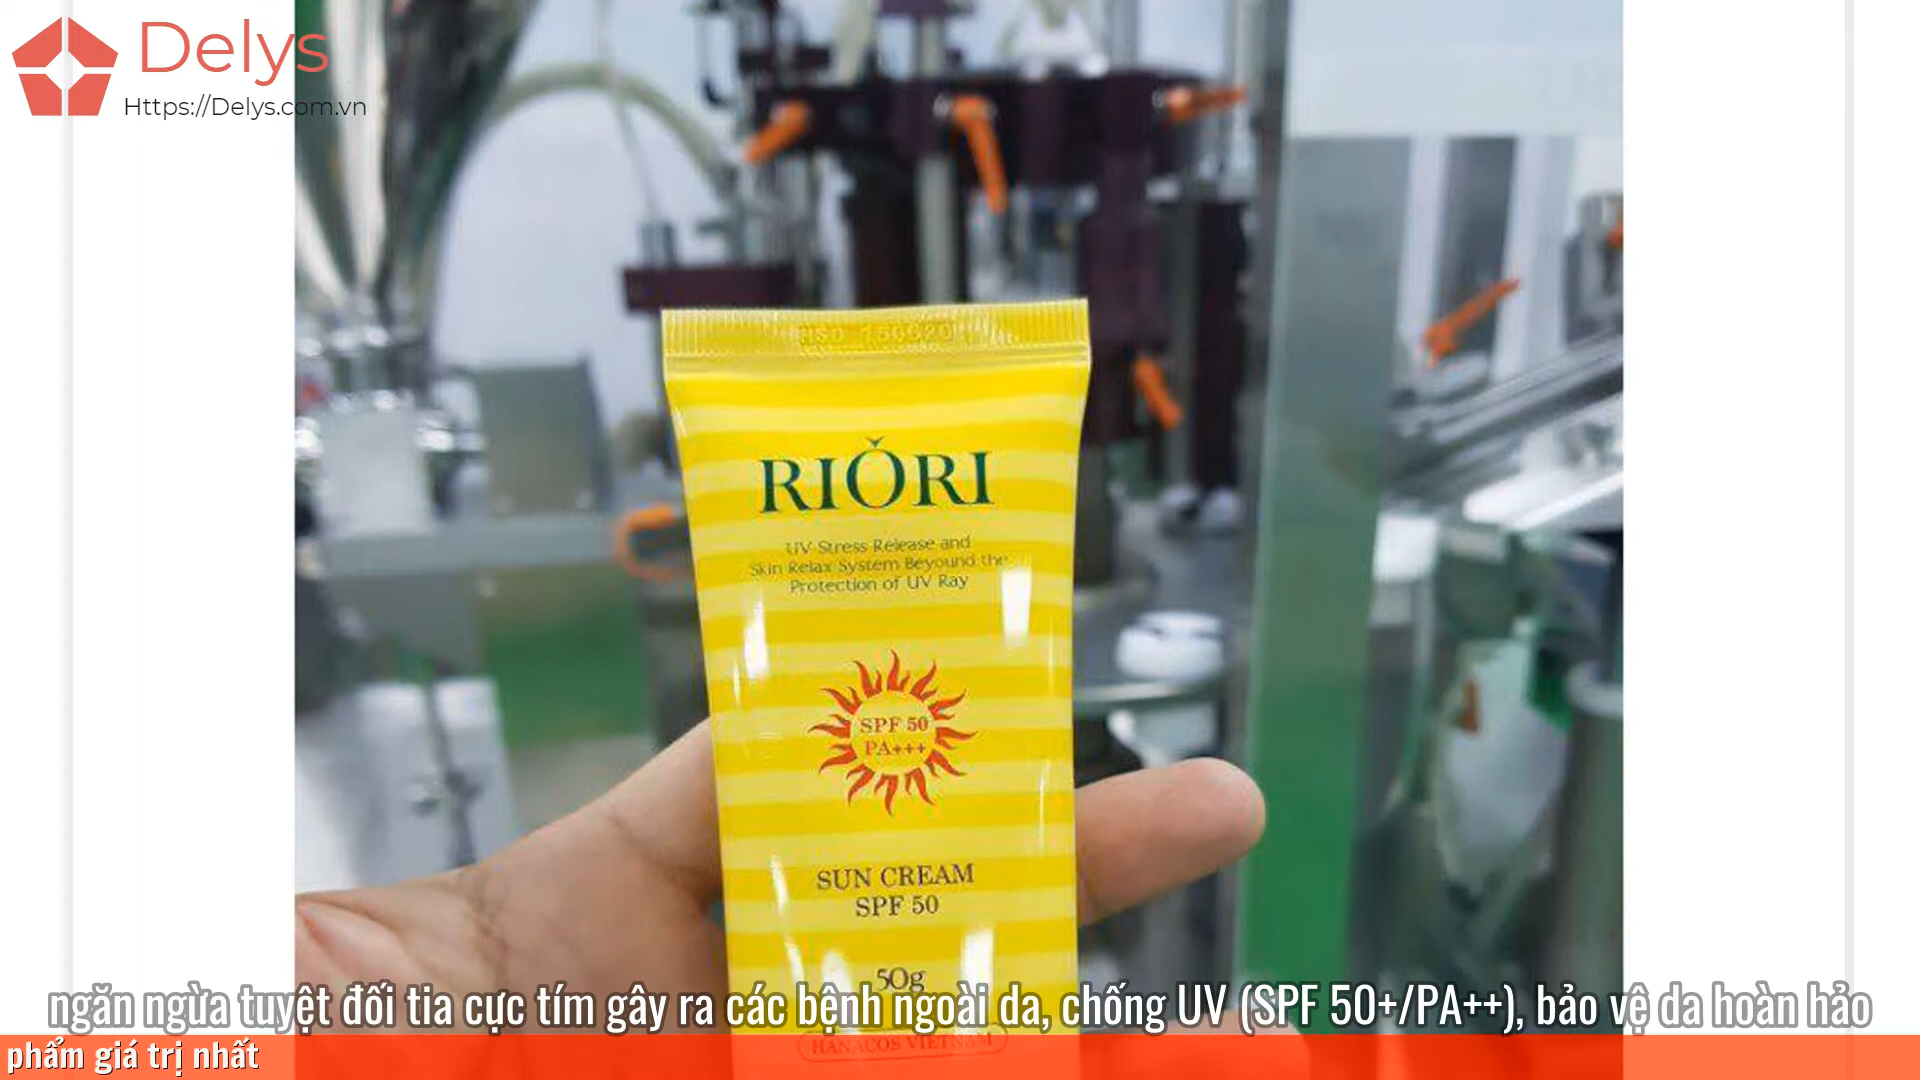 Delys
Https://Delys.com.vn
RIORI
UV Stress Release and
Skin Relax System Beyound the
Protection of UV Ray
SPF 50
PA+++
SUN CREAM
SPF 50
50g
ngăn ngừa tuyệt đối tia cực tím gây ra các bệnh ngoài da, chống UV (SPF 50+/PA++), bảo vệ da hoàn hảo
HANACOS VIETNAM
phẩm giá trị nhất